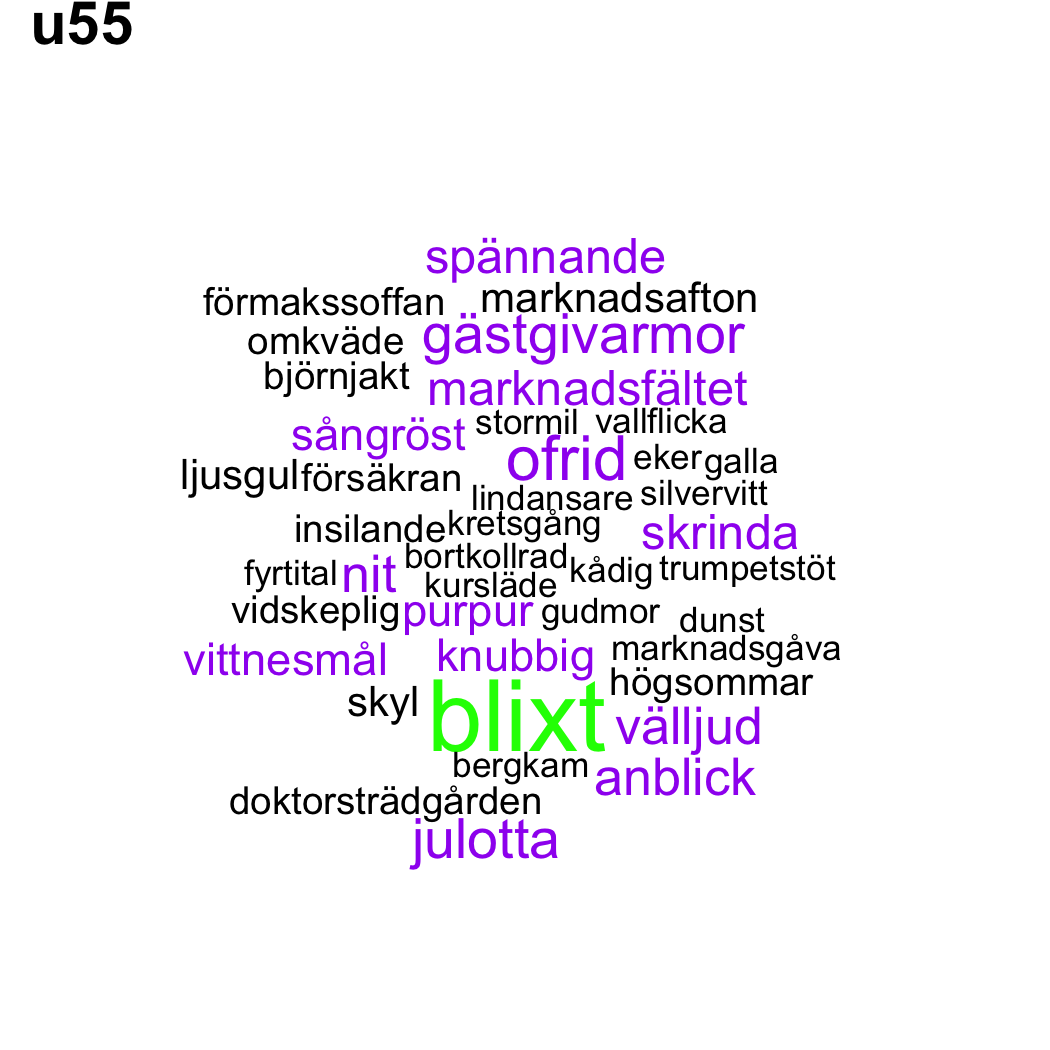 u55
spännande
förmakssoffan marknadsafton
omkväde gästgivarmor
björnjakt marknadsfältet
sångröst stormil vallflicka
ljusgul försäkran ofrid eker galla
lindansare silvervitt
insilande kretsgång skrinda
fyrtital nit bortkollrad kådig trumpetstöt
kursläde
vidskeplig purpur gudmor dunst
vittnesmål knubbig marknadsgåva
skyl blixt högsommar
välljud
bergkam anblick
doktorsträdgården
julotta